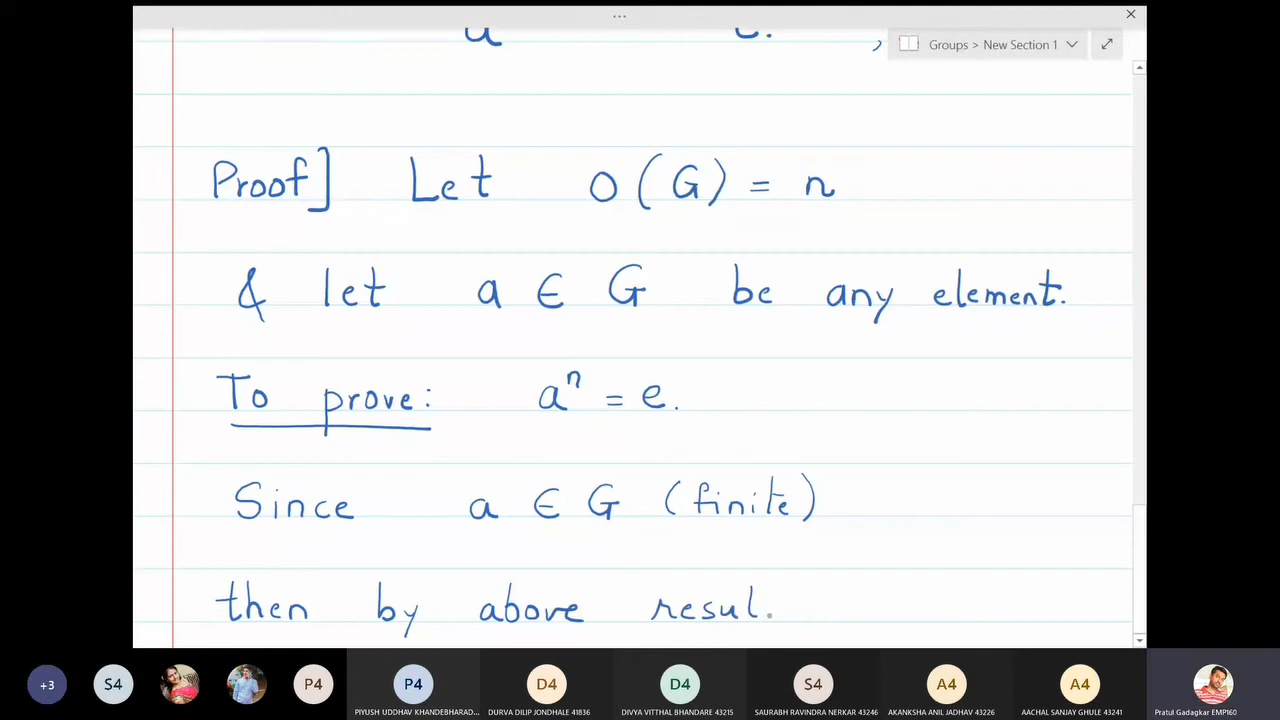 Groups > New Section 1
Proof] Let O(G) = n
& let a ∈ G be any element.
To prove: aⁿ = e.
Since a ∈ G (finite)
then by above resul
+3
S4
P4
P4
D4
D4
S4
A4
A4
PIYUSH UDDHAV KHANDEBHARAD...
DURVA DILIP JONDHALE 41836
DIVYA VITTHAL BHANDARE 43215
SAURABH RAVINDRA NERKAR 43246
AKANKSHA ANIL JADHAV 43226
AACHAL SANJAY GHULE 43241
Pratul Gadagkar EMP160